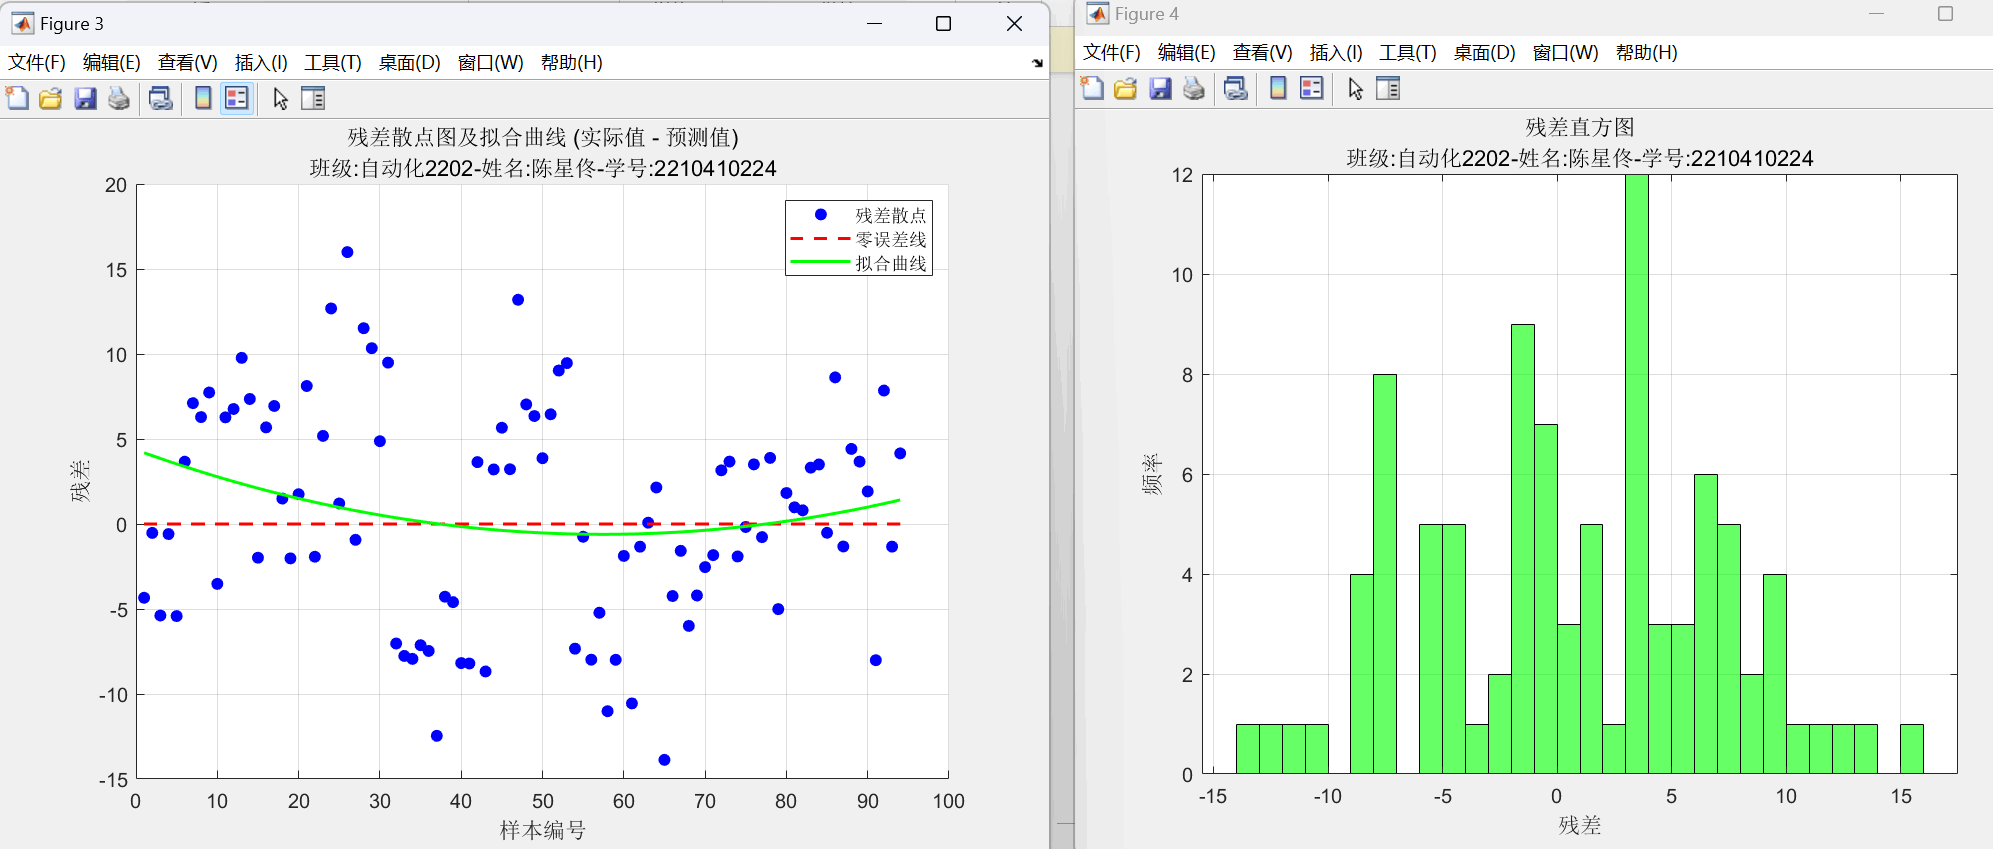 Figure 3
文件(F) 编辑(E) 查看(V) 插入(I) 工具(T) 桌面(D) 窗口(W) 帮助(H)
残差散点图及拟合曲线 (实际值 - 预测值)
班级:自动化2202-姓名:陈星佟-学号:2210410224
残差散点
零误差线
拟合曲线
20
15
10
5
0
-5
-10
-15
残差
0 10 20 30 40 50 60 70 80 90 100
样本编号
Figure 4
文件(F) 编辑(E) 查看(V) 插入(I) 工具(T) 桌面(D) 窗口(W) 帮助(H)
残差直方图
班级:自动化2202-姓名:陈星佟-学号:2210410224
12
10
8
6
4
2
0
频率
-15 -10 -5 0 5 10 15
残差